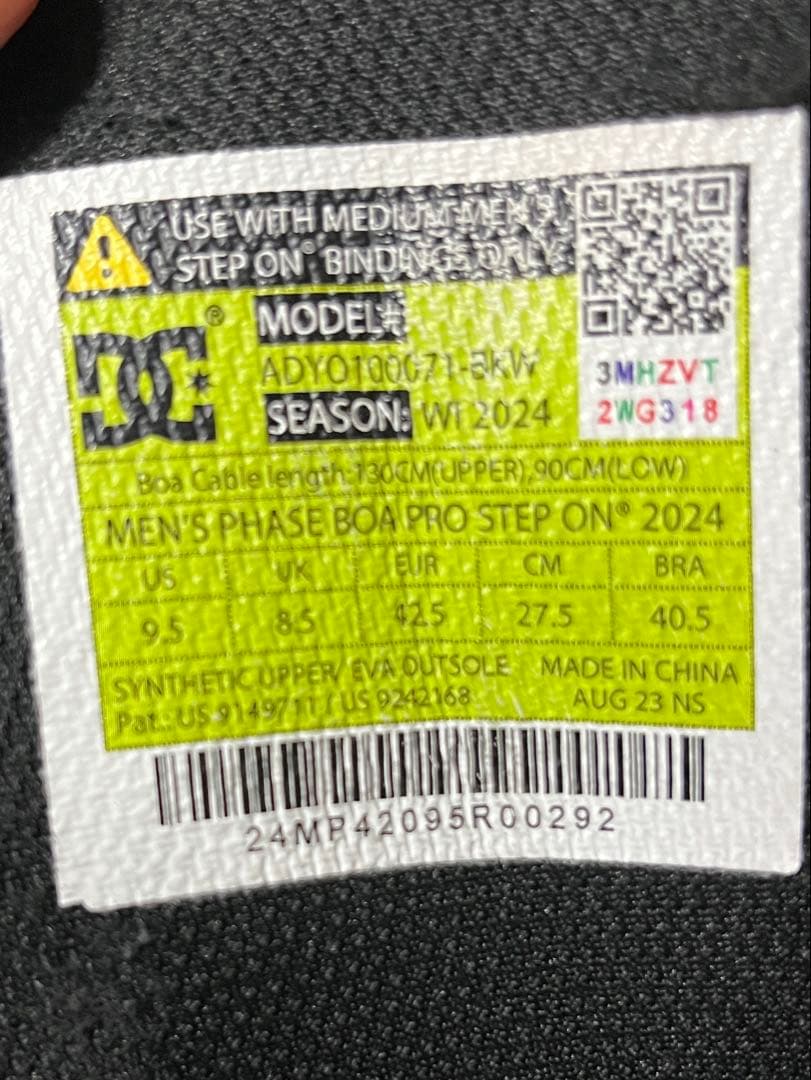 USE WITH MEDIUM MEN'S
STEP ON® BINDINGS ONLY
DC®
MODEL#:
ADYO100071-BKW
SEASON: WI 2024
3MHZVT
2WG318
Boa Cable length:130CM(UPPER),90CM(LOW)
MEN'S PHASE BOA PRO STEP ON® 2024
US UK EUR CM BRA
9.5 8.5 42.5 27.5 40.5
SYNTHETIC UPPER/ EVA OUTSOLE MADE IN CHINA
Pat.: US 9149711 / US 9242168 AUG 23 NS
24MP42095R00292